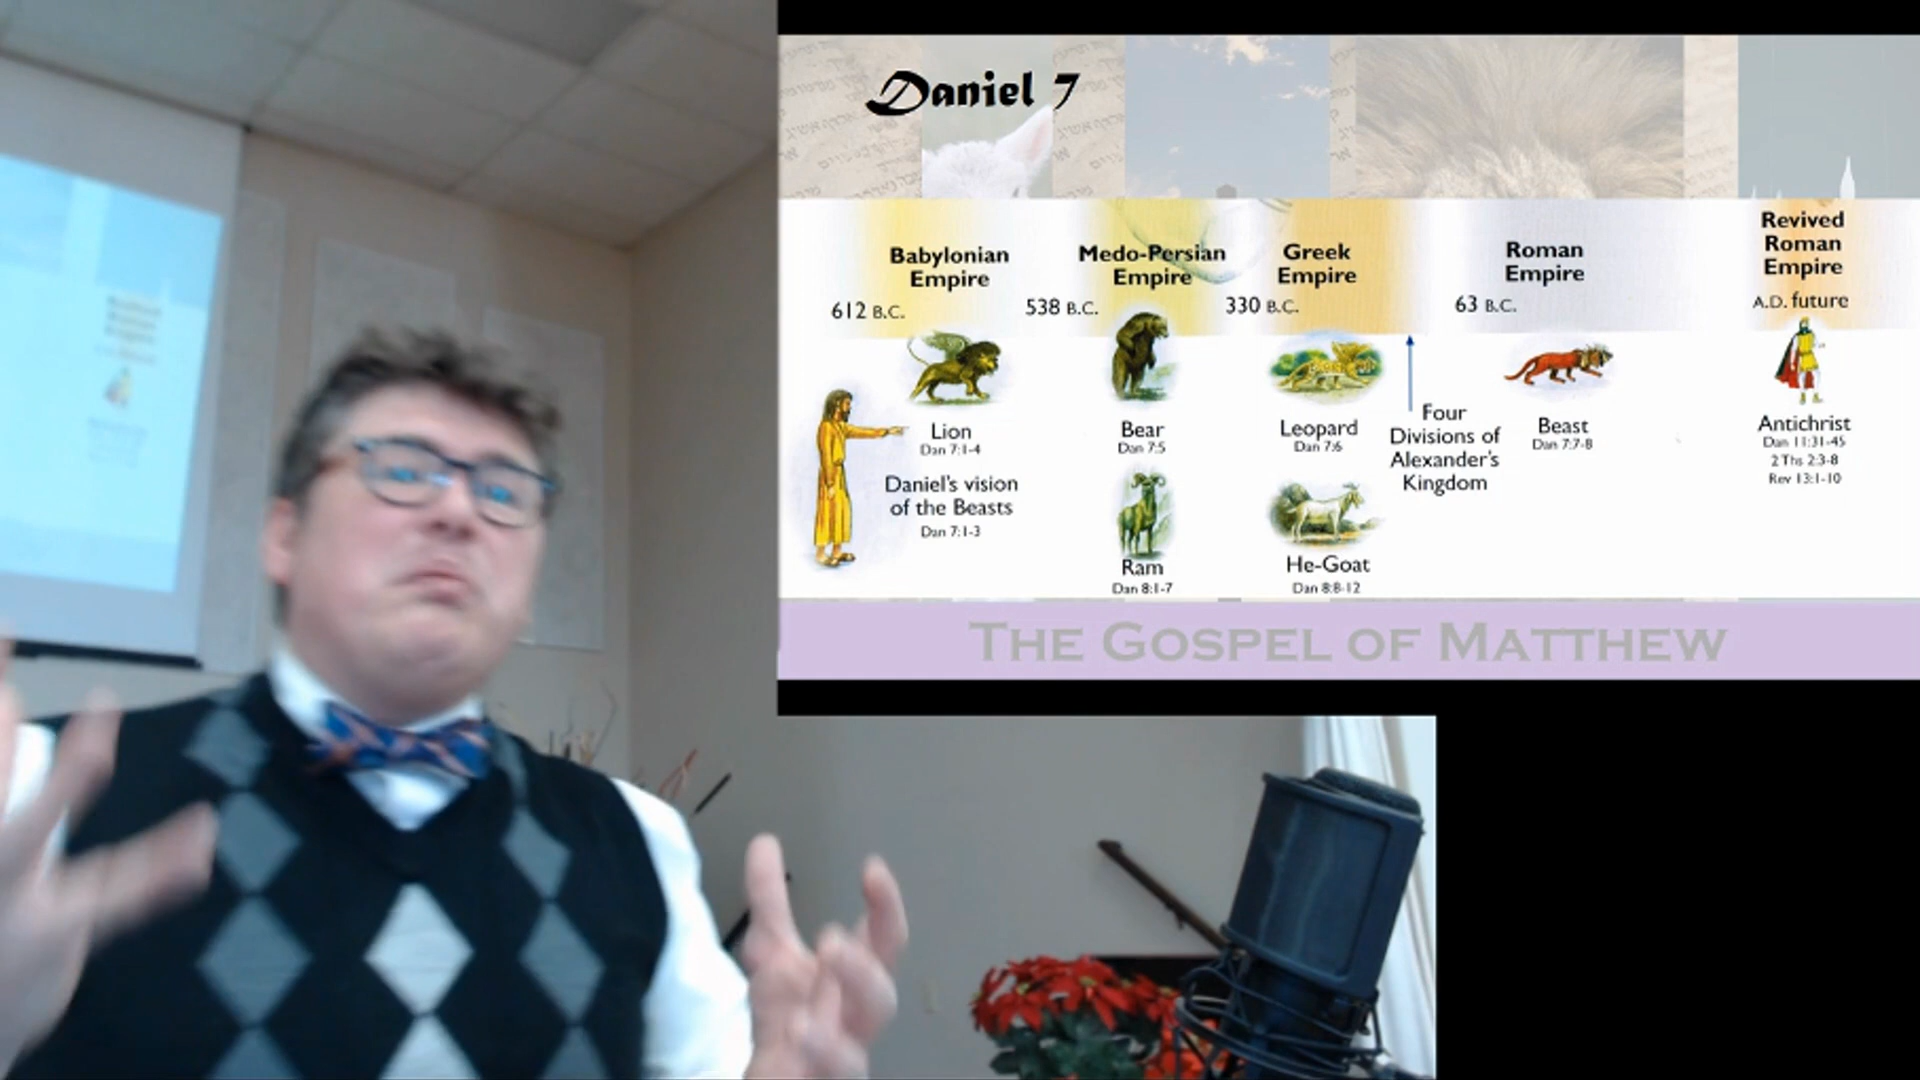 Daniel 7
Babylonian
Empire
612 B.C.
Medo-Persian
Empire
538 B.C.
Greek
Empire
330 B.C.
Roman
Empire
63 B.C.
Revived
Roman
Empire
A.D. future
Lion
Dan 7:1-4
Daniel's vision
of the Beasts
Dan 7:1-3
Bear
Dan 7:5
Ram
Dan 8:1-7
Leopard
Dan 7:6
He-Goat
Dan 8:8-12
Four
Divisions of
Alexander's
Kingdom
Beast
Dan 7:7-8
Antichrist
Dan 11:31-45
2 Ths 2:3-8
Rev 13:1-10
THE GOSPEL OF MATTHEW